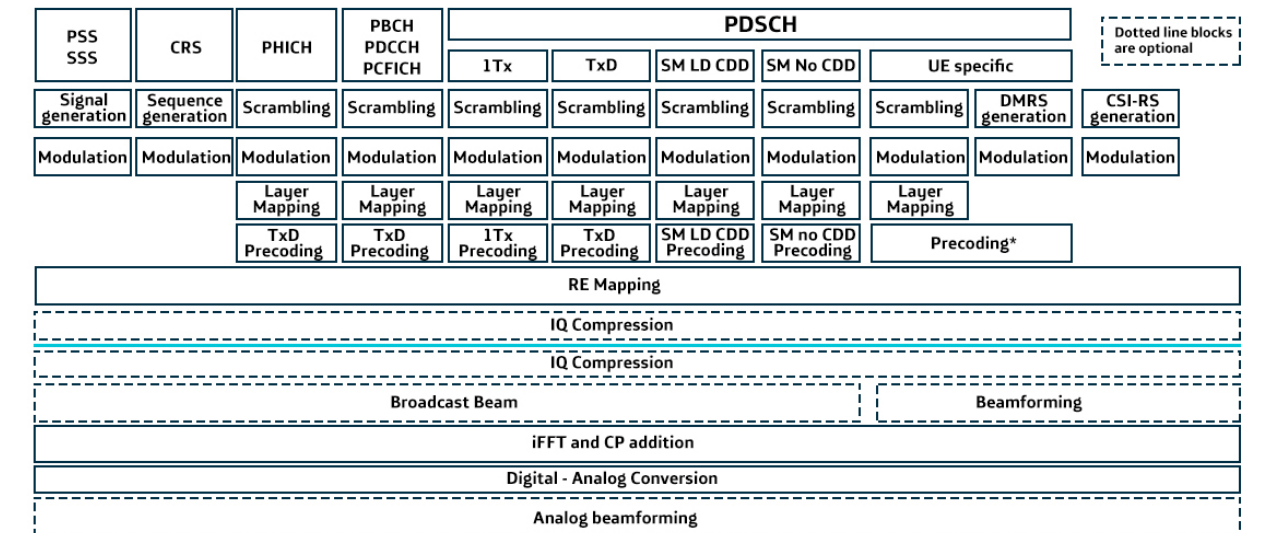 PSS
SSS
CRS
PHICH
PBCH
PDCCH
PCFICH
PDSCH
Dotted line blocks
are optional
1Tx
TxD
SM LD CDD
SM No CDD
UE specific
Signal
generation
Sequence
generation
Scrambling
Scrambling
Scrambling
Scrambling
Scrambling
Scrambling
Scrambling
DMRS
generation
CSI-RS
generation
Modulation
Modulation
Modulation
Modulation
Modulation
Modulation
Modulation
Modulation
Modulation
Modulation
Modulation
Layer
Mapping
Layer
Mapping
Layer
Mapping
Layer
Mapping
Layer
Mapping
Layer
Mapping
Layer
Mapping
TxD
Precoding
TxD
Precoding
1Tx
Precoding
TxD
Precoding
SM LD CDD
Precoding
SM no CDD
Precoding
Precoding*
RE Mapping
IQ Compression
IQ Compression
Broadcast Beam
Beamforming
iFFT and CP addition
Digital - Analog Conversion
Analog beamforming